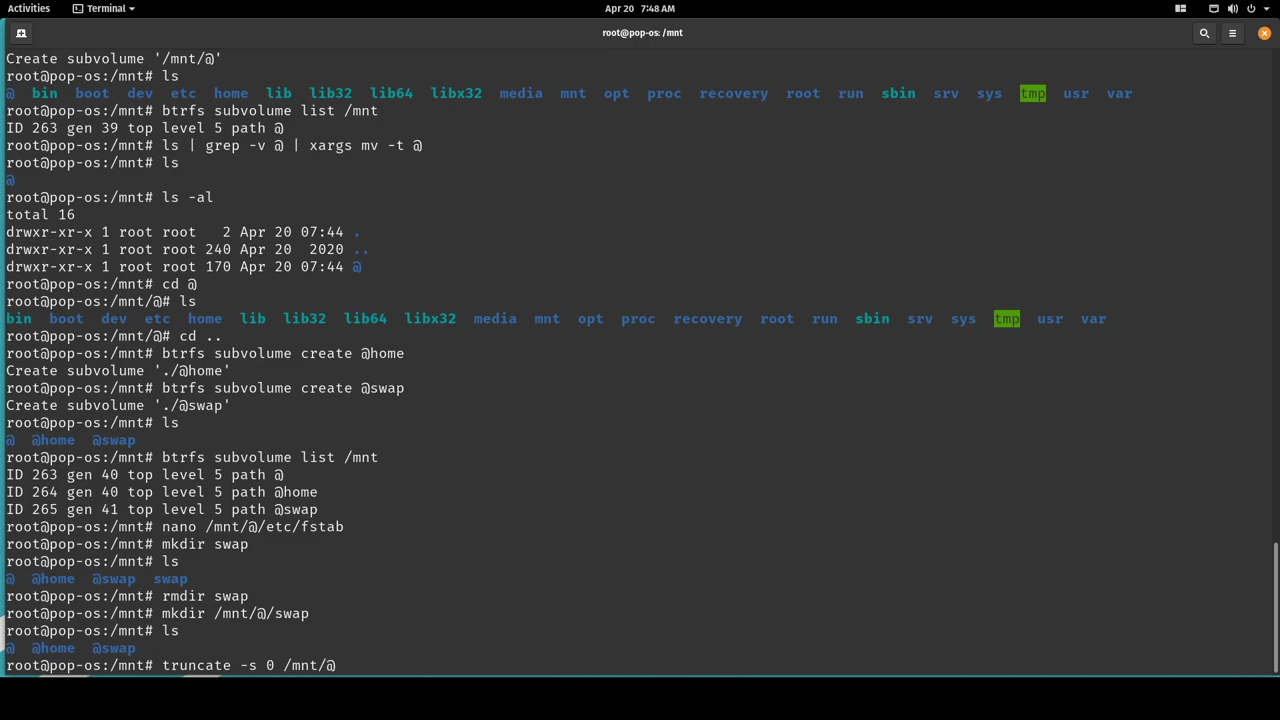 Activities Terminal Apr 20 7:48 AM
root@pop-os: /mnt
Create subvolume '/mnt/@'
root@pop-os:/mnt# ls
@ bin boot dev etc home lib lib32 lib64 libx32 media mnt opt proc recovery root run sbin srv sys tmp usr var
root@pop-os:/mnt# btrfs subvolume list /mnt
ID 263 gen 39 top level 5 path @
root@pop-os:/mnt# ls | grep -v @ | xargs mv -t @
root@pop-os:/mnt# ls
@
root@pop-os:/mnt# ls -al
total 16
drwxr-xr-x 1 root root   2 Apr 20 07:44 .
drwxr-xr-x 1 root root 240 Apr 20  2020 ..
drwxr-xr-x 1 root root 170 Apr 20 07:44 @
root@pop-os:/mnt# cd @
root@pop-os:/mnt/@# ls
bin boot dev etc home lib lib32 lib64 libx32 media mnt opt proc recovery root run sbin srv sys tmp usr var
root@pop-os:/mnt/@# cd ..
root@pop-os:/mnt# btrfs subvolume create @home
Create subvolume './@home'
root@pop-os:/mnt# btrfs subvolume create @swap
Create subvolume './@swap'
root@pop-os:/mnt# ls
@ @home @swap
root@pop-os:/mnt# btrfs subvolume list /mnt
ID 263 gen 40 top level 5 path @
ID 264 gen 40 top level 5 path @home
ID 265 gen 41 top level 5 path @swap
root@pop-os:/mnt# nano /mnt/@/etc/fstab
root@pop-os:/mnt# mkdir swap
root@pop-os:/mnt# ls
@ @home @swap swap
root@pop-os:/mnt# rmdir swap
root@pop-os:/mnt# mkdir /mnt/@/swap
root@pop-os:/mnt# ls
@ @home @swap
root@pop-os:/mnt# truncate -s 0 /mnt/@